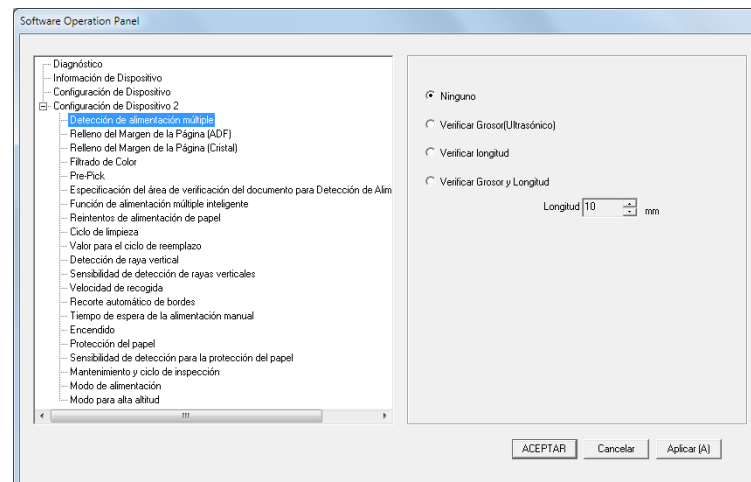 Software Operation Panel
Diagnóstico
Información de Dispositivo
Configuración de Dispositivo
Configuración de Dispositivo 2
Detección de alimentación múltiple
Relleno del Margen de la Página (ADF)
Relleno del Margen de la Página (Cristal)
Filtrado de Color
Pre-Pick
Especificación del área de verificación del documento para Detección de Alim
Función de alimentación múltiple inteligente
Reintentos de alimentación de papel
Ciclo de limpieza
Valor para el ciclo de reemplazo
Detección de raya vertical
Sensibilidad de detección de rayas verticales
Velocidad de recogida
Recorte automático de bordes
Tiempo de espera de la alimentación manual
Encendido
Protección del papel
Sensibilidad de detección para la protección del papel
Mantenimiento y ciclo de inspección
Modo de alimentación
Modo para alta altitud
Ninguno
Verificar Grosor(Ultrasónico)
Verificar longitud
Verificar Grosor y Longitud
Longitud 10 mm
ACEPTAR Cancelar Aplicar (A)